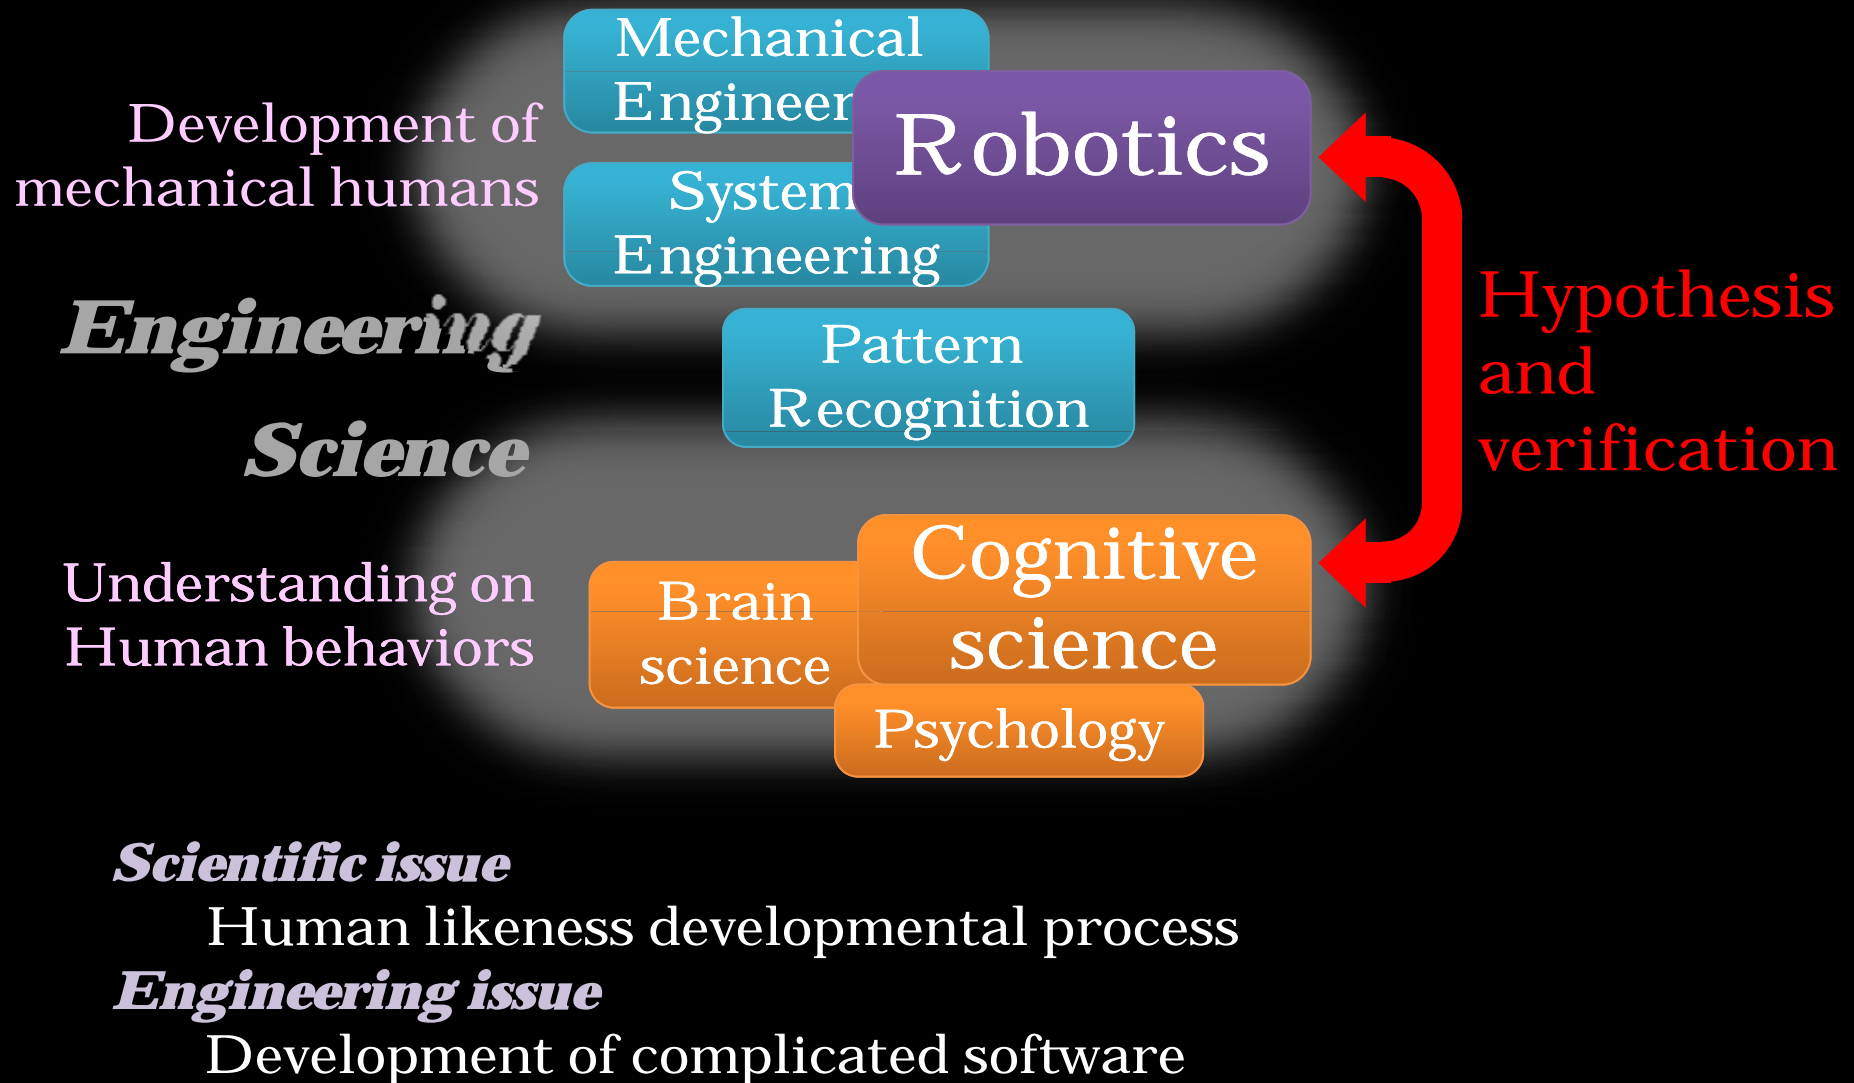 Mechanical
Engineer
Robotics
Development of
mechanical humans
System
Engineering
Engineering
Pattern
Recognition
Science
Hypothesis
and
verification
Cognitive
science
Understanding on
Human behaviors
Brain
science
Psychology
Scientific issue
Human likeness developmental process
Engineering issue
Development of complicated software